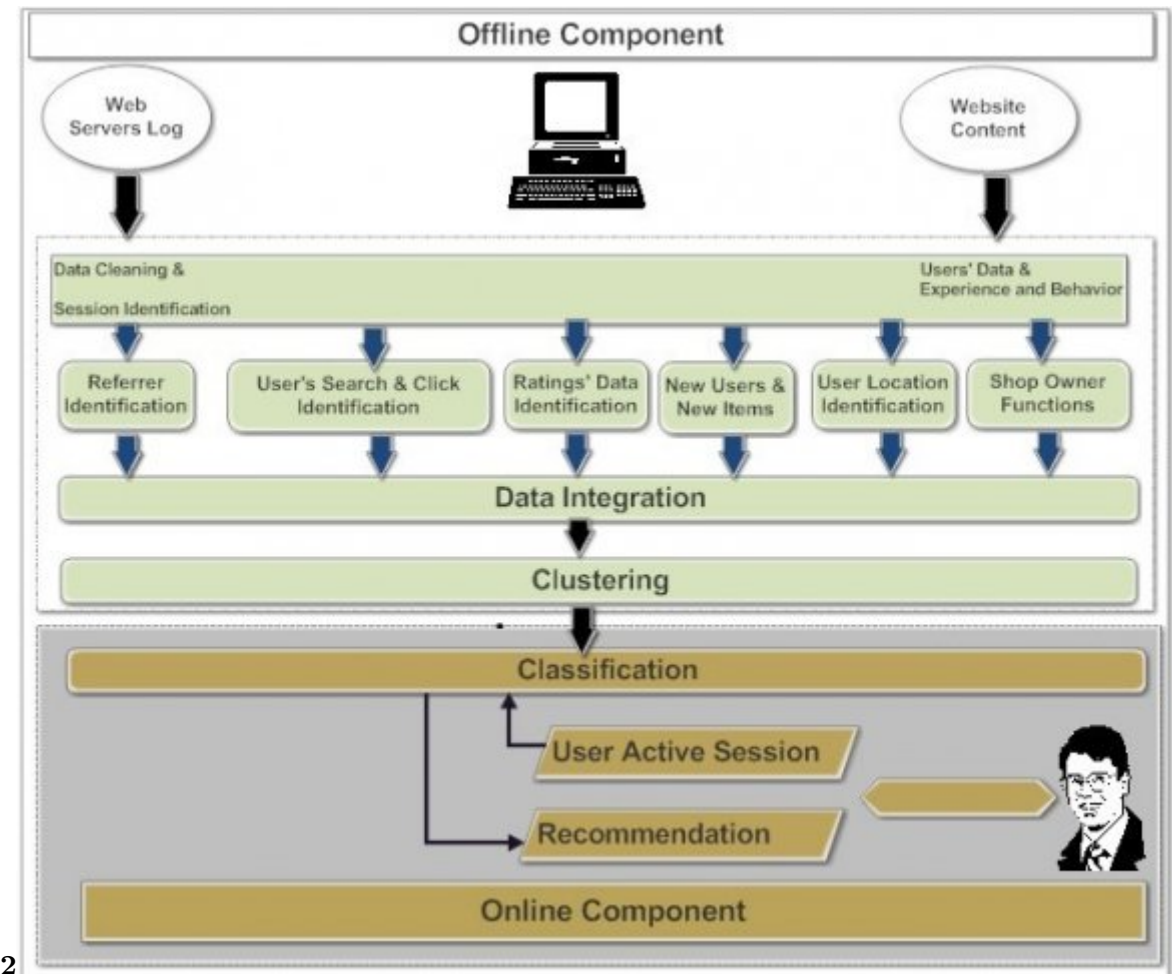 Offline Component
Web
Servers Log
Website
Content
Data Cleaning &
Session Identification
Users' Data &
Experience and Behavior
Referrer
Identification
User's Search & Click
Identification
Ratings' Data
Identification
New Users &
New Items
User Location
Identification
Shop Owner
Functions
Data Integration
Clustering
Classification
User Active Session
Recommendation
Online Component
2